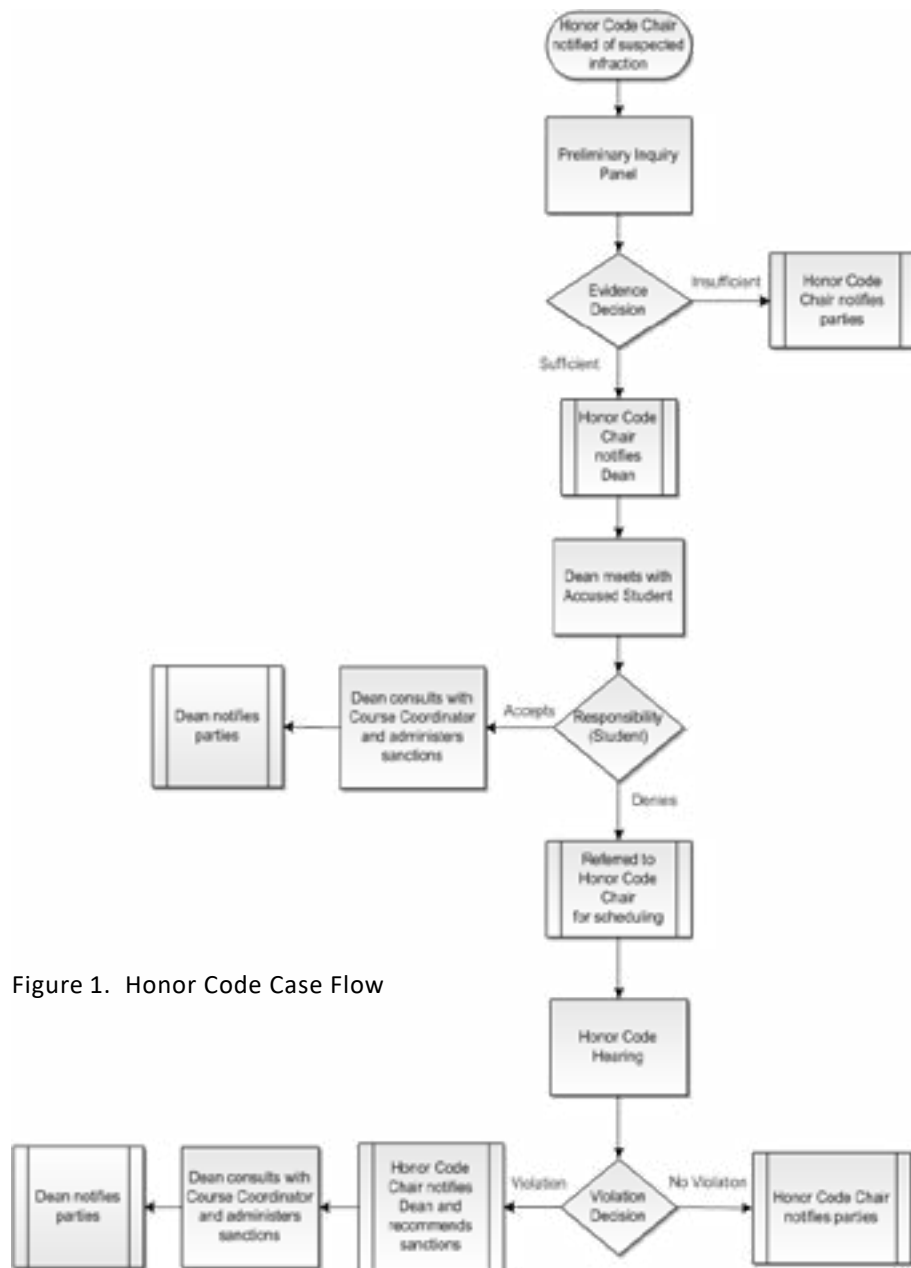 Honor Code Chair
notified of suspected
infraction
Preliminary Inquiry
Panel
Evidence
Decision
Insufficient
Honor Code
Chair notifies
parties
Sufficient
Honor Code
Chair
notifies
Dean
Dean meets with
Accused Student
Responsibility
(Student)
Accepts
Dean consults with
Course Coordinator
and administers
sanctions
Dean notifies
parties
Denies
Referred to
Honor Code
Chair
for scheduling
Figure 1. Honor Code Case Flow
Honor Code
Hearing
Violation
Decision
Violation
Honor Code
Chair notifies
Dean and
recommends
sanctions
Dean consults with
Course Coordinator
and administers
sanctions
Dean notifies
parties
No Violation
Honor Code Chair
notifies parties